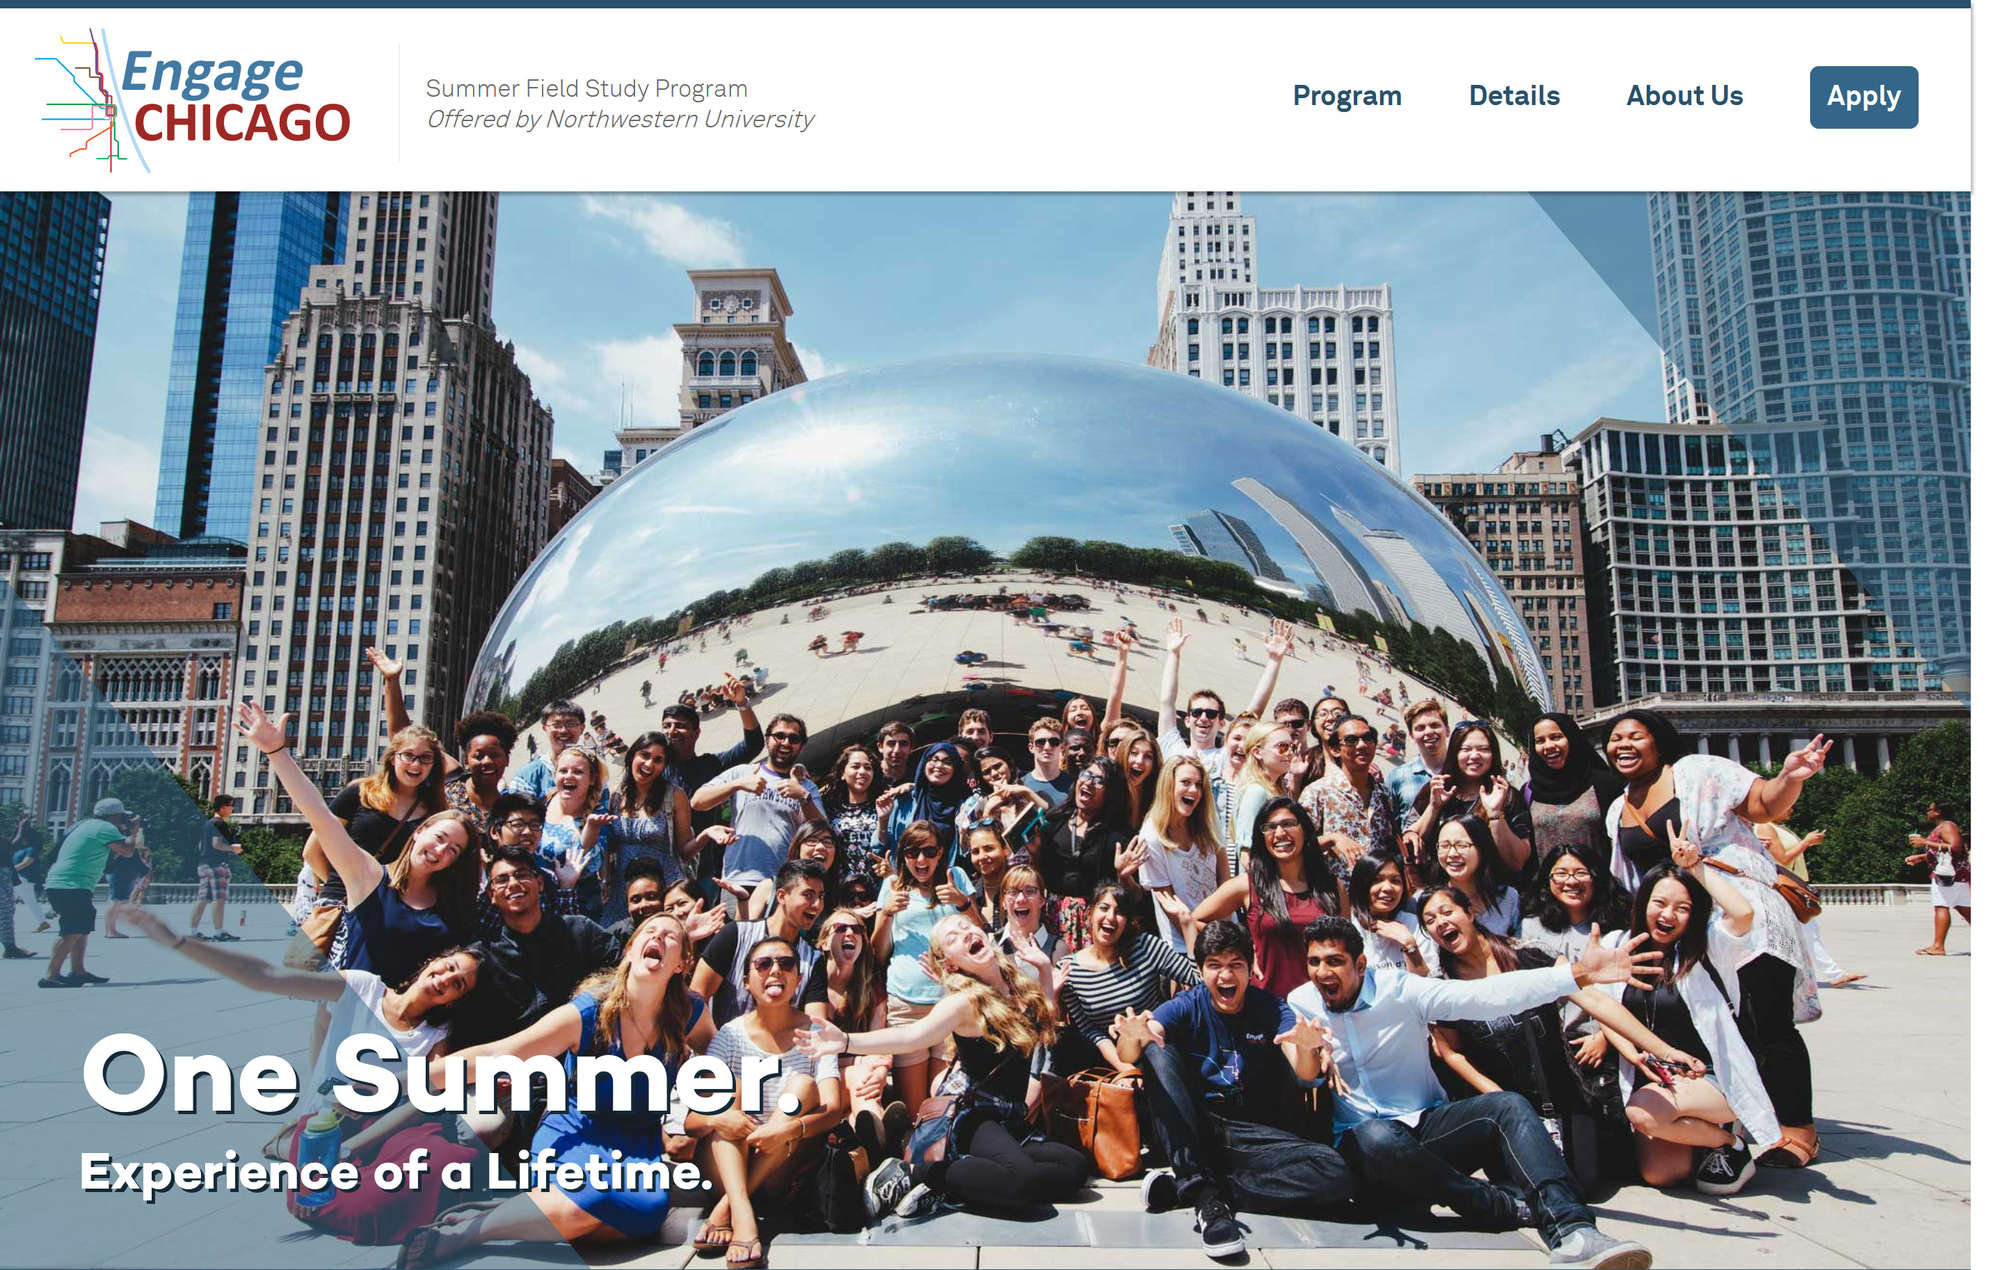 Engage
CHICAGO
Summer Field Study Program
Offered by Northwestern University
Program
Details
About Us
Apply
One Summer.
Experience of a Lifetime.